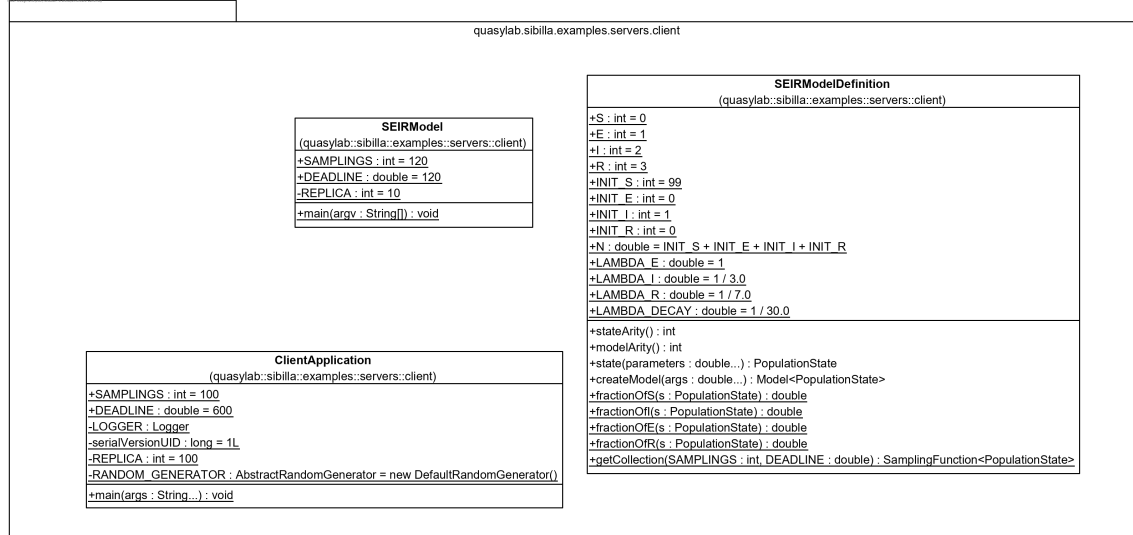 quasylab.sibilla.examples.servers.client
SEIRModel
(quasylab::sibilla::examples::servers::client)
+SAMPLINGS : int = 120
+DEADLINE : double = 120
-REPLICA : int = 10
+main(argv : String[]) : void
SEIRModelDefinition
(quasylab::sibilla::examples::servers::client)
+S : int = 0
+E : int = 1
+I : int = 2
+R : int = 3
+INIT_S : int = 99
+INIT_E : int = 0
+INIT_I : int = 1
+INIT_R : int = 0
+N : double = INIT_S + INIT_E + INIT_I + INIT_R
+LAMBDA_E : double = 1
+LAMBDA_I : double = 1 / 3.0
+LAMBDA_R : double = 1 / 7.0
+LAMBDA_DECAY : double = 1 / 30.0
+stateArity() : int
+modelArity() : int
+state(parameters : double...) : PopulationState
+createModel(args : double...) : Model<PopulationState>
+fractionOfS(s : PopulationState) : double
+fractionOfI(s : PopulationState) : double
+fractionOfE(s : PopulationState) : double
+fractionOfR(s : PopulationState) : double
+getCollection(SAMPLINGS : int, DEADLINE : double) : SamplingFunction<PopulationState>
ClientApplication
(quasylab::sibilla::examples::servers::client)
+SAMPLINGS : int = 100
+DEADLINE : double = 600
-LOGGER : Logger
-serialVersionUID : long = 1L
-REPLICA : int = 100
-RANDOM_GENERATOR : AbstractRandomGenerator = new DefaultRandomGenerator()
+main(args : String...) : void